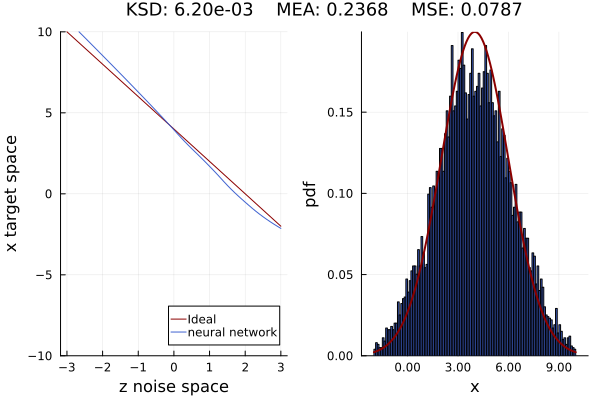 KSD: 6.20e-03 MEA: 0.2368 MSE: 0.0787
x target space
10
5
0
−5
−10
Ideal
neural network
−3 −2 −1 0 1 2 3
z noise space
pdf
0.15
0.10
0.05
0.00
0.00 3.00 6.00 9.00
x